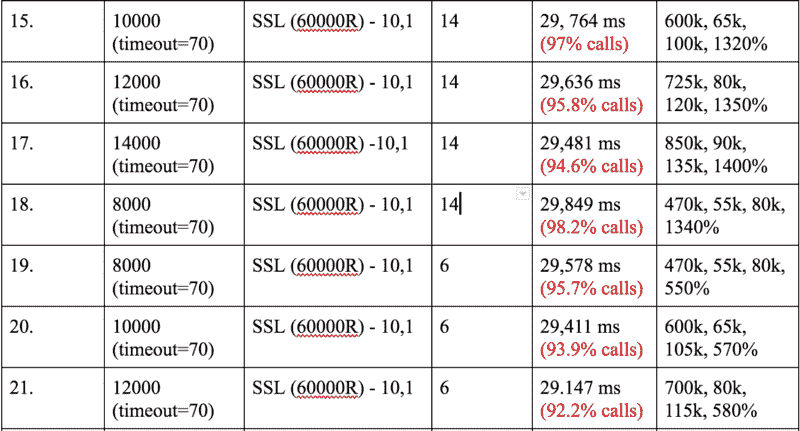 15. 10000 SSL (60000R) - 10,1 14 29, 764 ms 600k, 65k,
(timeout=70) (97% calls) 100k, 1320%
16. 12000 SSL (60000R) - 10,1 14 29,636 ms 725k, 80k,
(timeout=70) (95.8% calls) 120k, 1350%
17. 14000 SSL (60000R) -10,1 14 29,481 ms 850k, 90k,
(timeout=70) (94.6% calls) 135k, 1400%
18. 8000 SSL (60000R) - 10,1 14 29,849 ms 470k, 55k, 80k,
(timeout=70) (98.2% calls) 1340%
19. 8000 SSL (60000R) - 10,1 6 29,578 ms 470k, 55k, 80k,
(timeout=70) (95.7% calls) 550%
20. 10000 SSL (60000R) - 10,1 6 29,411 ms 600k, 65k,
(timeout=70) (93.9% calls) 105k, 570%
21. 12000 SSL (60000R) - 10,1 6 29.147 ms 700k, 80k,
(timeout=70) (92.2% calls) 115k, 580%